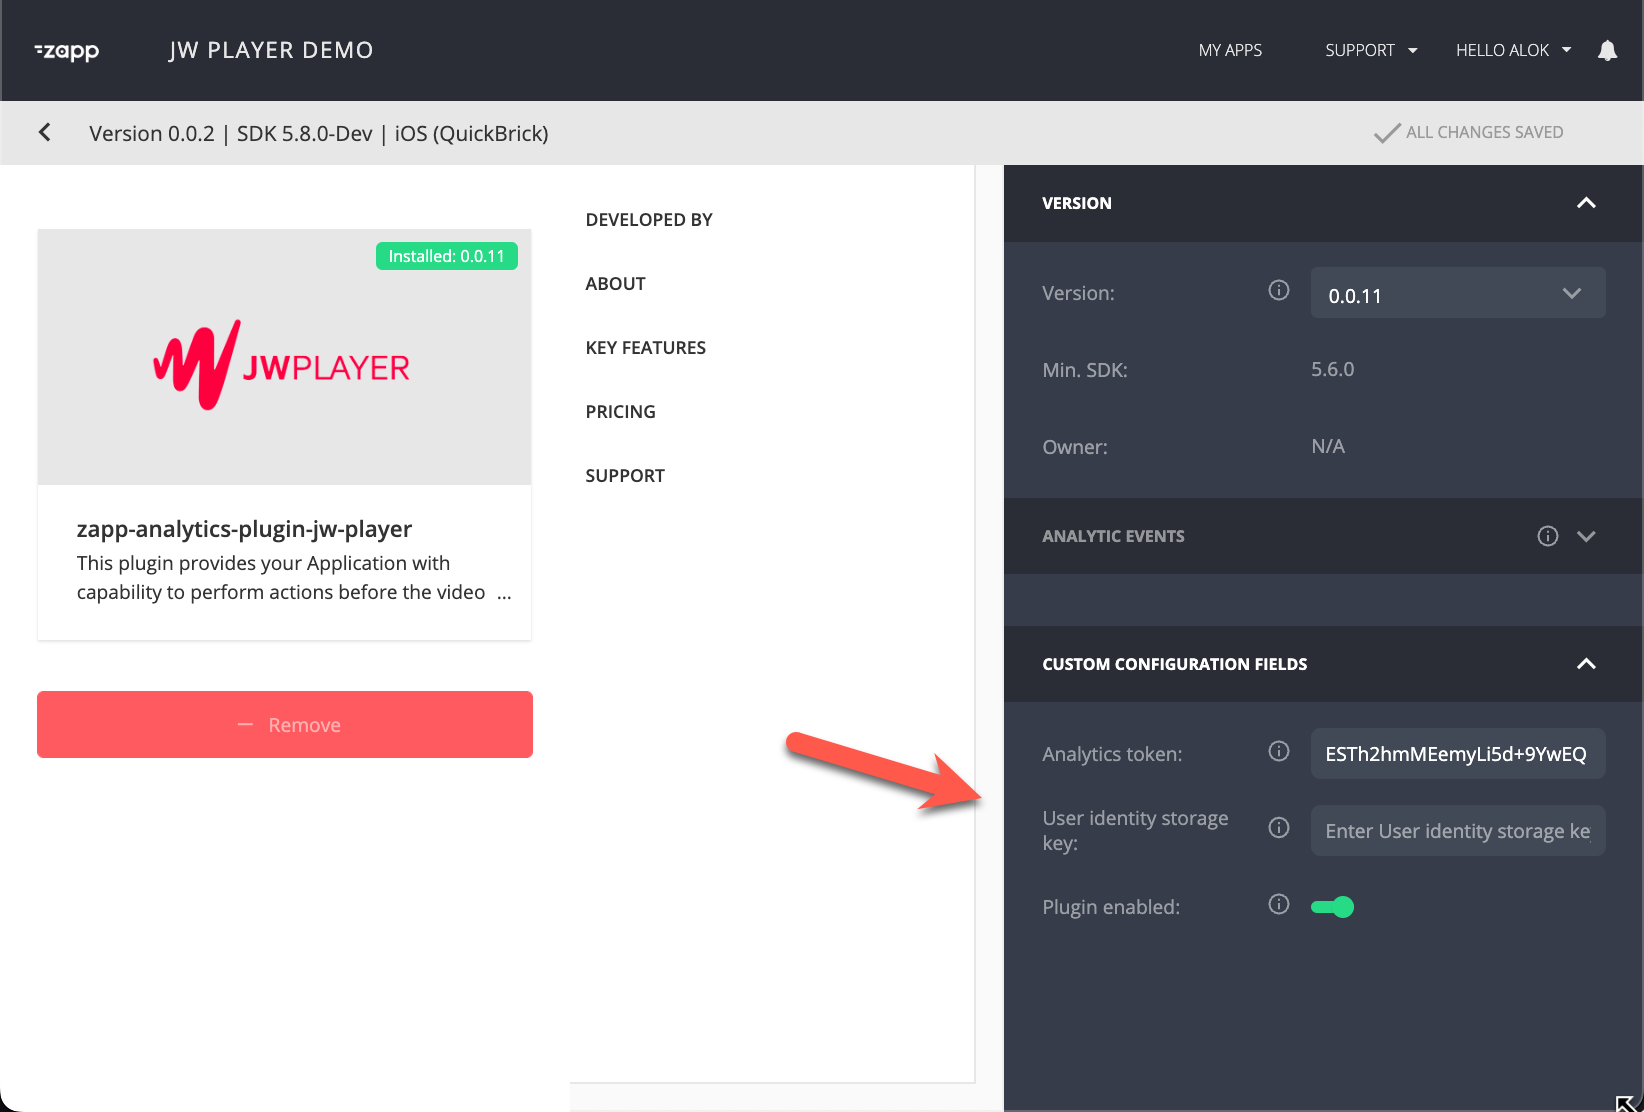 zapp
JW PLAYER DEMO
MY APPS
SUPPORT
HELLO ALOK
Version 0.0.2 | SDK 5.8.0-Dev | iOS (QuickBrick)
ALL CHANGES SAVED
Installed: 0.0.11
JWPLAYER
zapp-analytics-plugin-jw-player
This plugin provides your Application with
capability to perform actions before the video ...
Remove
DEVELOPED BY
ABOUT
KEY FEATURES
PRICING
SUPPORT
VERSION
Version:
0.0.11
Min. SDK:
5.6.0
Owner:
N/A
ANALYTIC EVENTS
CUSTOM CONFIGURATION FIELDS
Analytics token:
ESTh2hmMEemyLi5d+9YwEQ
User identity storage
key:
Enter User identity storage ke
Plugin enabled: